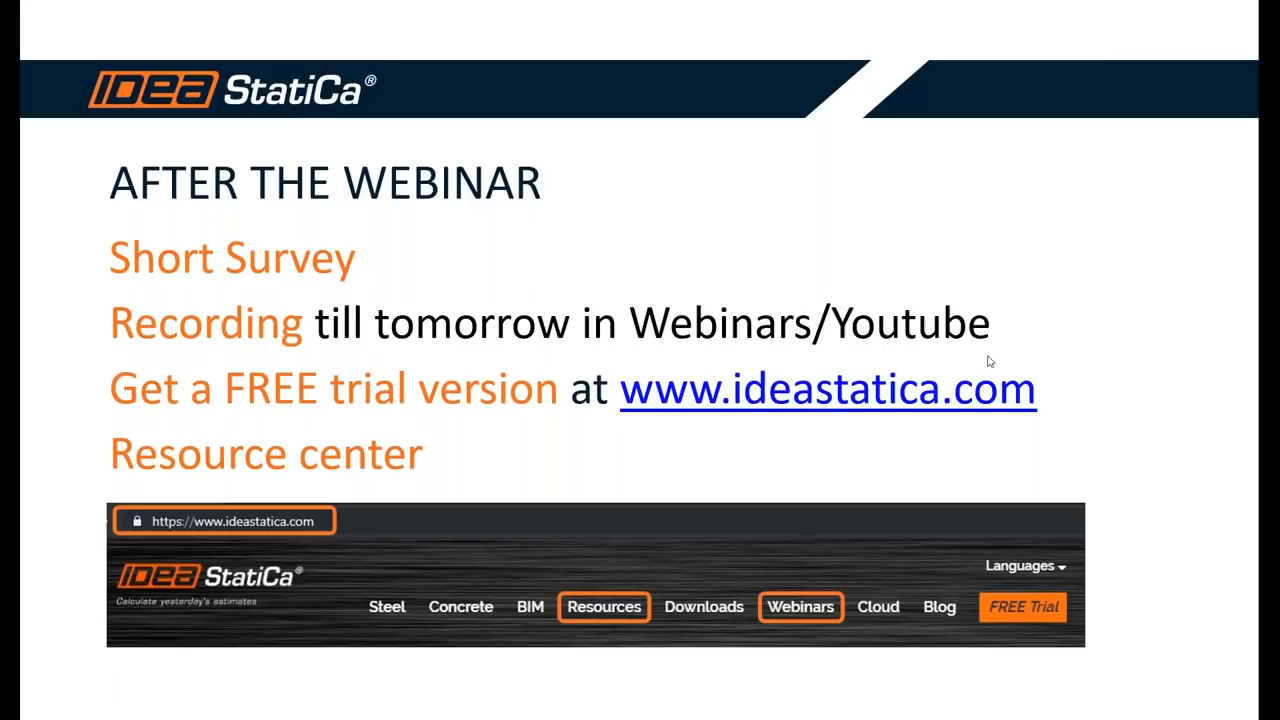 IDEA StatiCa®
AFTER THE WEBINAR
Short Survey
Recording till tomorrow in Webinars/Youtube
Get a FREE trial version at www.ideastatica.com
Resource center
https://www.ideastatica.com
IDEA StatiCa®
Calculate yesterday's estimates
Languages
Steel Concrete BIM Resources Downloads Webinars Cloud Blog FREE Trial